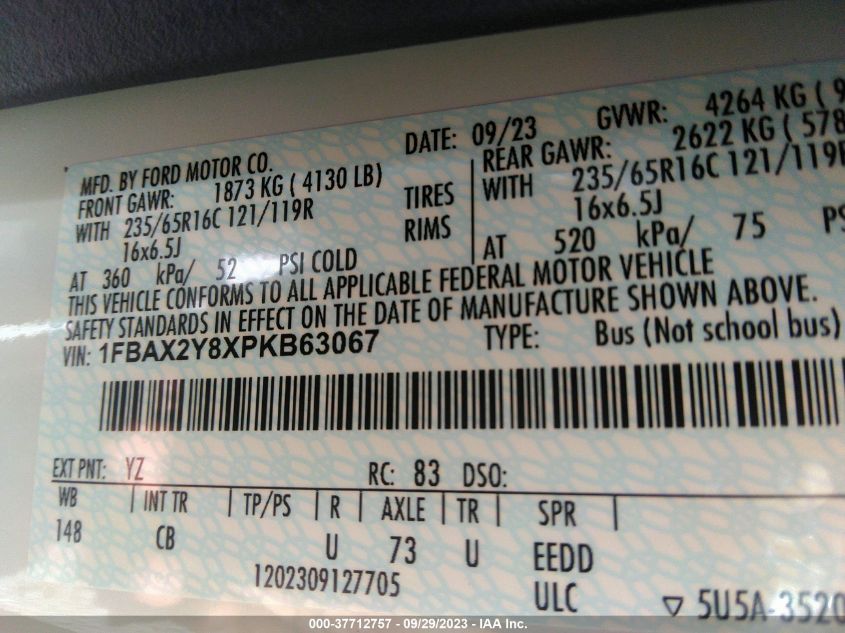 MFD. BY FORD MOTOR CO. DATE: 09/23 GVWR: 4264 KG ( 9
FRONT GAWR: 1873 KG ( 4130 LB) REAR GAWR: 2622 KG ( 578
WITH 235/65R16C 121/119R TIRES WITH 235/65R16C 121/119R
16x6.5J RIMS 16x6.5J
AT 360 kPa/ 52 PSI COLD AT 520 kPa/ 75 PS
THIS VEHICLE CONFORMS TO ALL APPLICABLE FEDERAL MOTOR VEHICLE
SAFETY STANDARDS IN EFFECT ON THE DATE OF MANUFACTURE SHOWN ABOVE.
VIN: 1FBAX2Y8XPKB63067 TYPE: Bus (Not school bus)
EXT PNT: YZ RC: 83 DSO:
WB | INT TR | TP/PS | R | AXLE | TR | SPR |
148 CB U 73 U EEDD
1202309127705 ULC ▽ 5U5A-3520
000-37712757 - 09/29/2023 - IAA Inc.